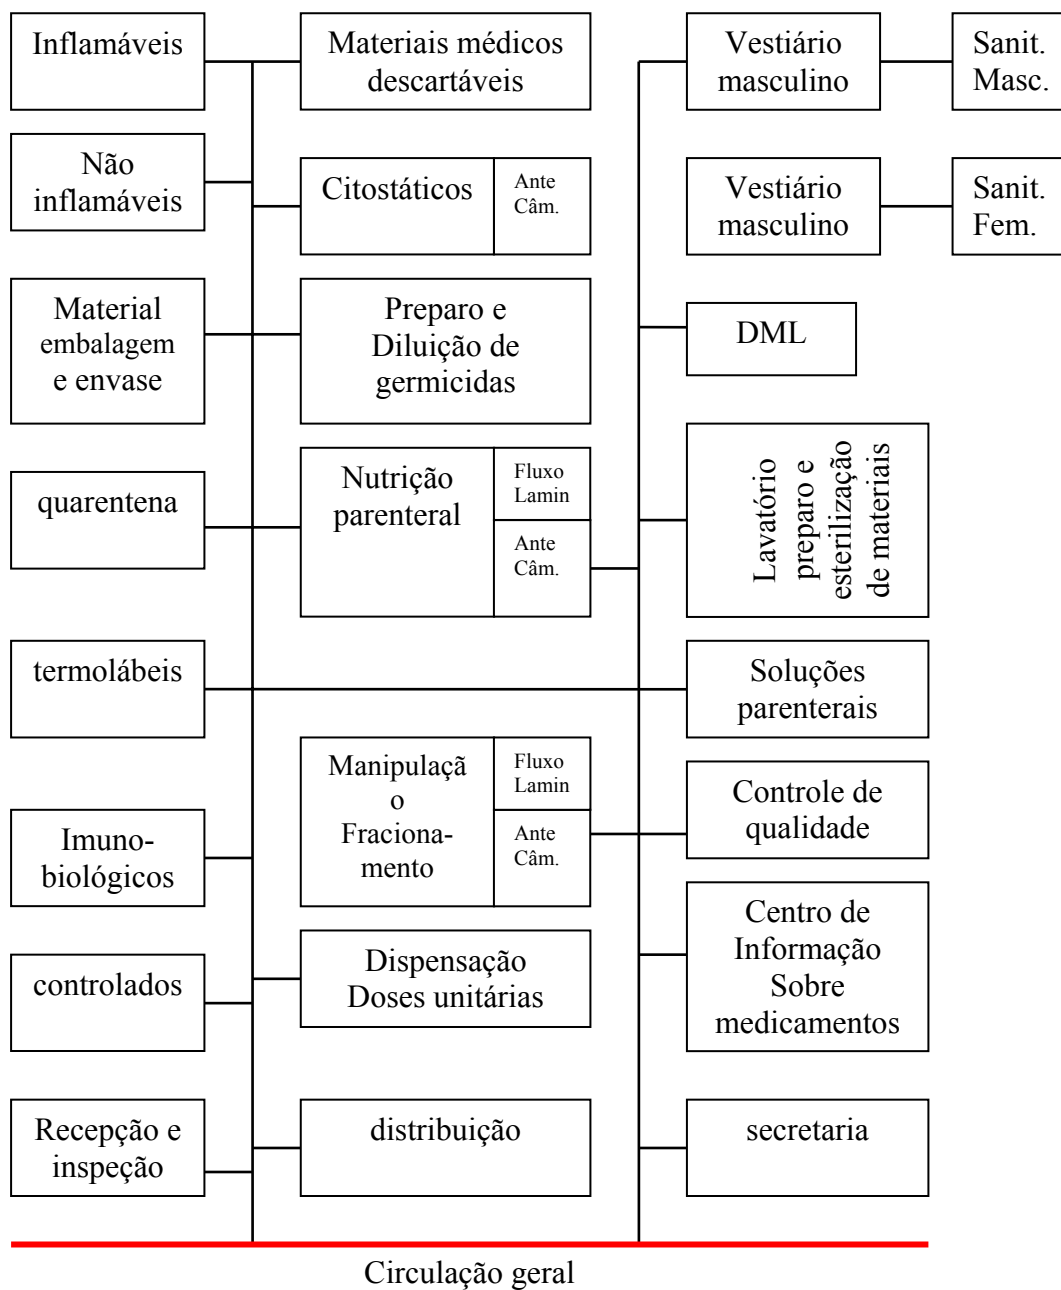 Inflamáveis
Materiais médicos
descartáveis
Vestiário
masculino
Sanit.
Masc.
Não
inflamáveis
Citostáticos
Ante
Câm.
Vestiário
masculino
Sanit.
Fem.
Material
embalagem
e envase
Preparo e
Diluição de
germicidas
DML
quarentena
Nutrição
parenteral
Fluxo
Lamin
Ante
Câm.
Lavatório
preparo e
esterilização
de materiais
termolábeis
Soluções
parenterais
Manipulaçã
o
Fraciona-
mento
Fluxo
Lamin
Ante
Câm.
Controle de
qualidade
Imuno-
biológicos
Centro de
Informação
Sobre
medicamentos
controlados
Dispensação
Doses unitárias
Recepção e
inspeção
distribuição
secretaria
Circulação geral